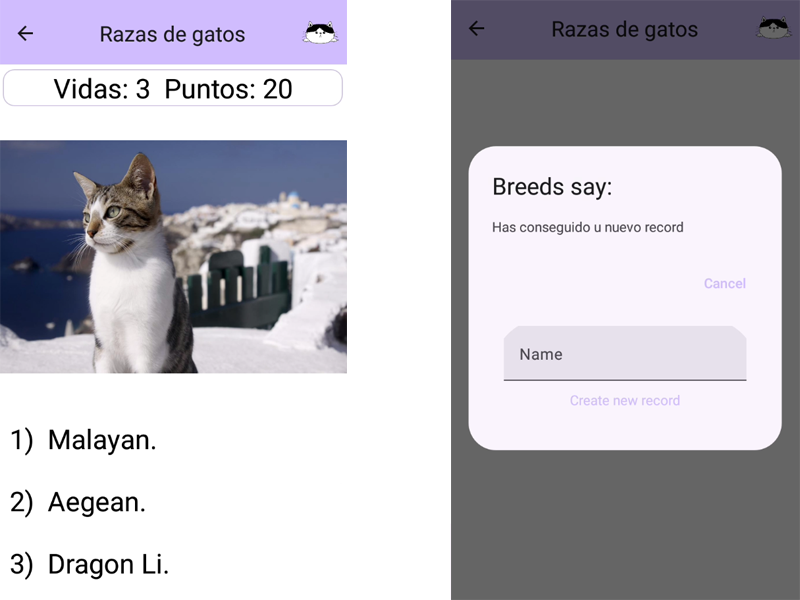 Razas de gatos
Vidas: 3 Puntos: 20
1) Malayan.
2) Aegean.
3) Dragon Li.
Razas de gatos
Breeds say:
Has conseguido u nuevo record
Cancel
Name
Create new record